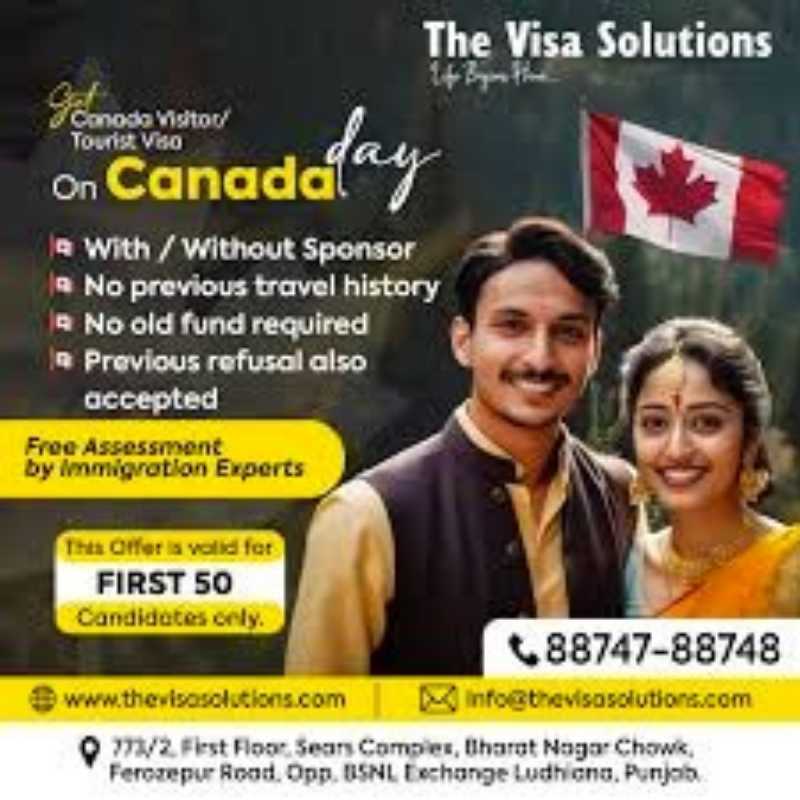 The Visa Solutions
Life Begins Here...
Get
Canada Visitor/
Tourist Visa
On Canada day
With / Without Sponsor
No previous travel history
No old fund required
Previous refusal also
accepted
Free Assessment
by Immigration Experts
This Offer is valid for
FIRST 50
Candidates only.
88747-88748
www.thevisasolutions.com
Info@thevisasolutions.com
773/2, First Floor, Sears Complex, Bharat Nagar Chowk,
Ferozepur Road, Opp. BSNL Exchange Ludhiana, Punjab.